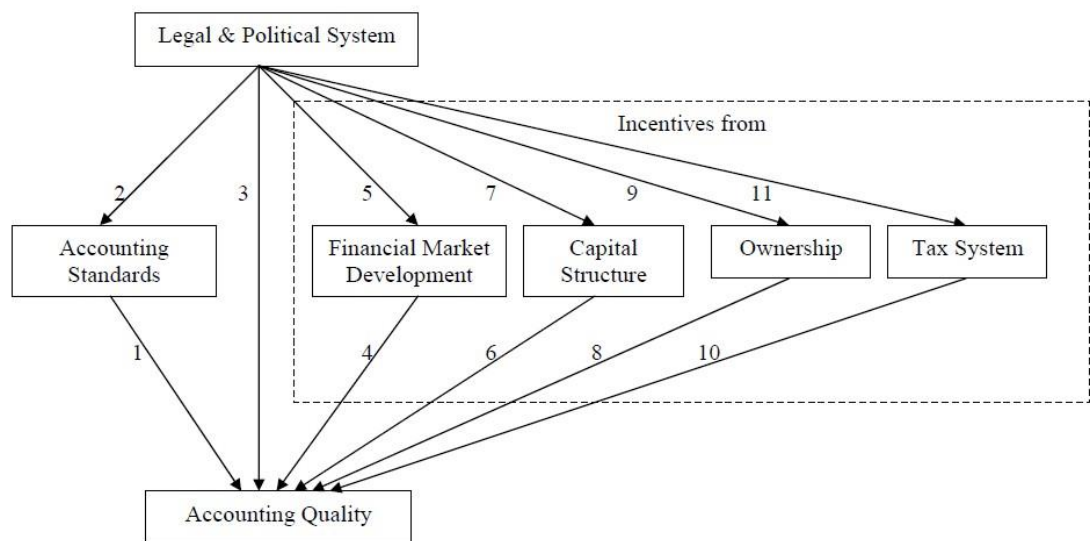 Legal & Political System
Incentives from
2
3
5
7
9
11
Accounting
Standards
Financial Market
Development
Capital
Structure
Ownership
Tax System
1
4
6
8
10
Accounting Quality